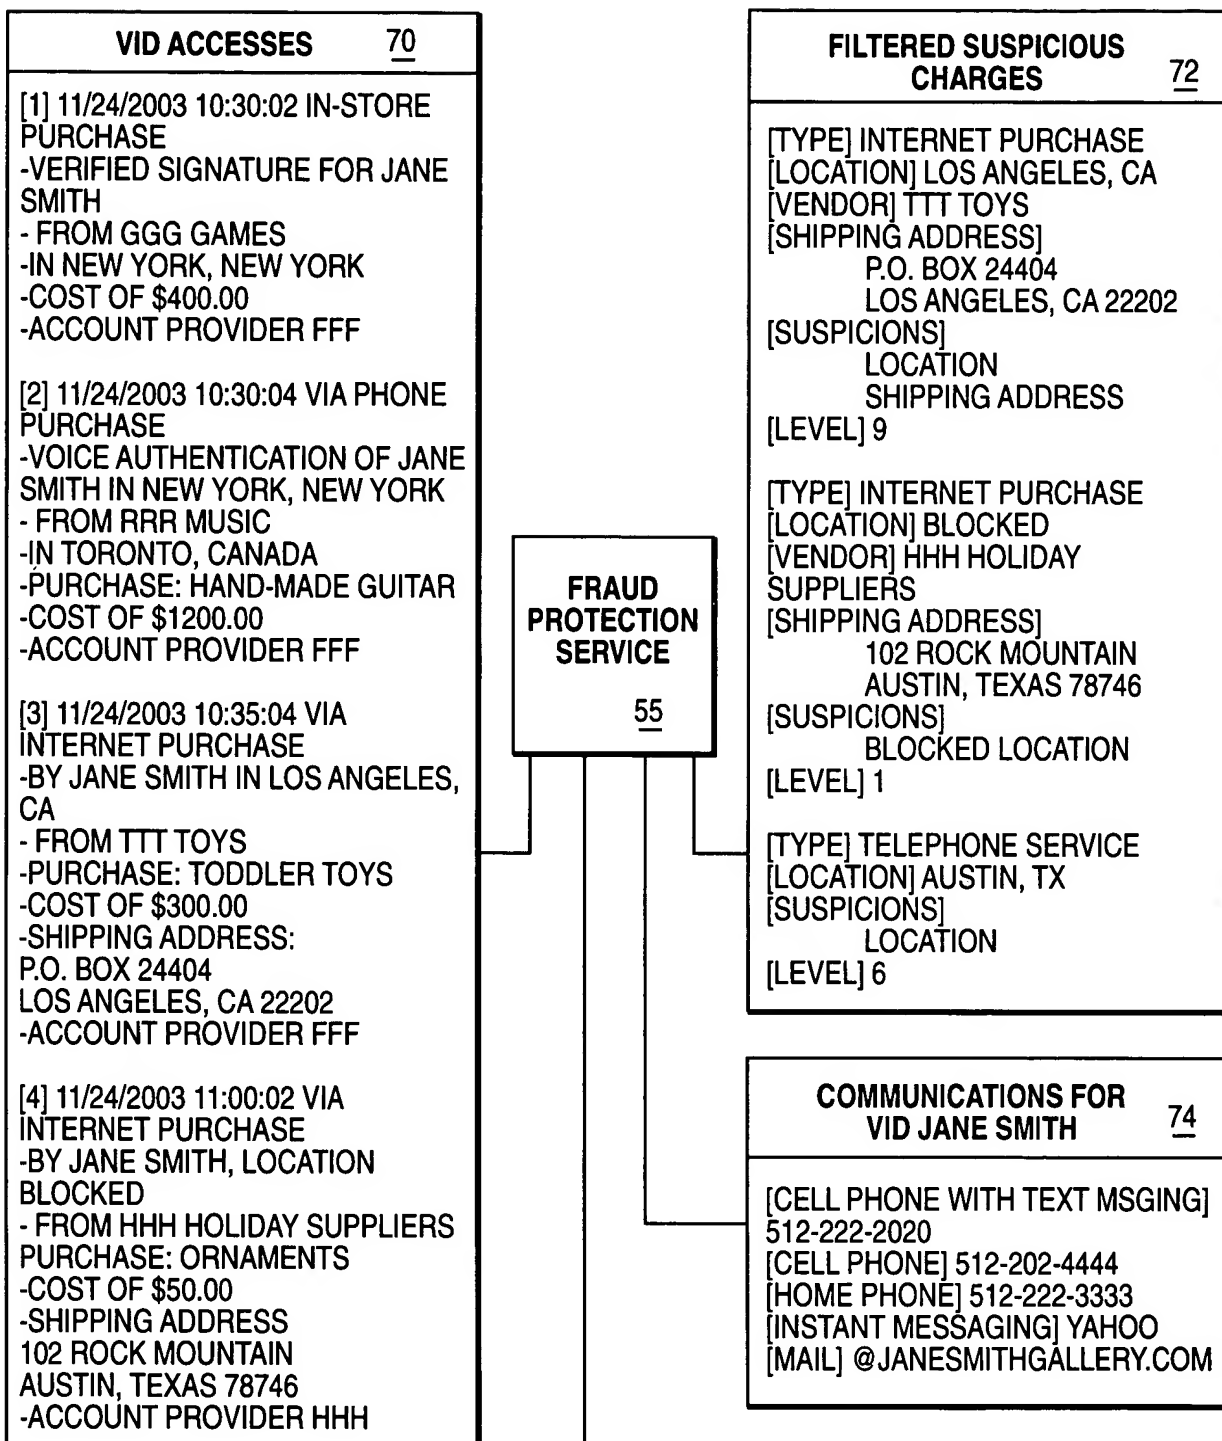 VID ACCESSES 70
[1] 11/24/2003 10:30:02 IN-STORE
PURCHASE
-VERIFIED SIGNATURE FOR JANE
SMITH
- FROM GGG GAMES
-IN NEW YORK, NEW YORK
-COST OF $400.00
-ACCOUNT PROVIDER FFF
[2] 11/24/2003 10:30:04 VIA PHONE
PURCHASE
-VOICE AUTHENTICATION OF JANE
SMITH IN NEW YORK, NEW YORK
- FROM RRR MUSIC
-IN TORONTO, CANADA
-PURCHASE: HAND-MADE GUITAR
-COST OF $1200.00
-ACCOUNT PROVIDER FFF
[3] 11/24/2003 10:35:04 VIA
INTERNET PURCHASE
-BY JANE SMITH IN LOS ANGELES,
CA
- FROM TTT TOYS
-PURCHASE: TODDLER TOYS
-COST OF $300.00
-SHIPPING ADDRESS:
P.O. BOX 24404
LOS ANGELES, CA 22202
-ACCOUNT PROVIDER FFF
[4] 11/24/2003 11:00:02 VIA
INTERNET PURCHASE
-BY JANE SMITH, LOCATION
BLOCKED
- FROM HHH HOLIDAY SUPPLIERS
PURCHASE: ORNAMENTS
-COST OF $50.00
-SHIPPING ADDRESS
102 ROCK MOUNTAIN
AUSTIN, TEXAS 78746
-ACCOUNT PROVIDER HHH
FRAUD
PROTECTION
SERVICE
55
FILTERED SUSPICIOUS
CHARGES 72
[TYPE] INTERNET PURCHASE
[LOCATION] LOS ANGELES, CA
[VENDOR] TTT TOYS
[SHIPPING ADDRESS]
P.O. BOX 24404
LOS ANGELES, CA 22202
[SUSPICIONS]
LOCATION
SHIPPING ADDRESS
[LEVEL] 9
[TYPE] INTERNET PURCHASE
[LOCATION] BLOCKED
[VENDOR] HHH HOLIDAY
SUPPLIERS
[SHIPPING ADDRESS]
102 ROCK MOUNTAIN
AUSTIN, TEXAS 78746
[SUSPICIONS]
BLOCKED LOCATION
[LEVEL] 1
[TYPE] TELEPHONE SERVICE
[LOCATION] AUSTIN, TX
[SUSPICIONS]
LOCATION
[LEVEL] 6
COMMUNICATIONS FOR
VID JANE SMITH 74
[CELL PHONE WITH TEXT MSGING]
512-222-2020
[CELL PHONE] 512-202-4444
[HOME PHONE] 512-222-3333
[INSTANT MESSAGING] YAHOO
[MAIL] @JANESMITHGALLERY.COM